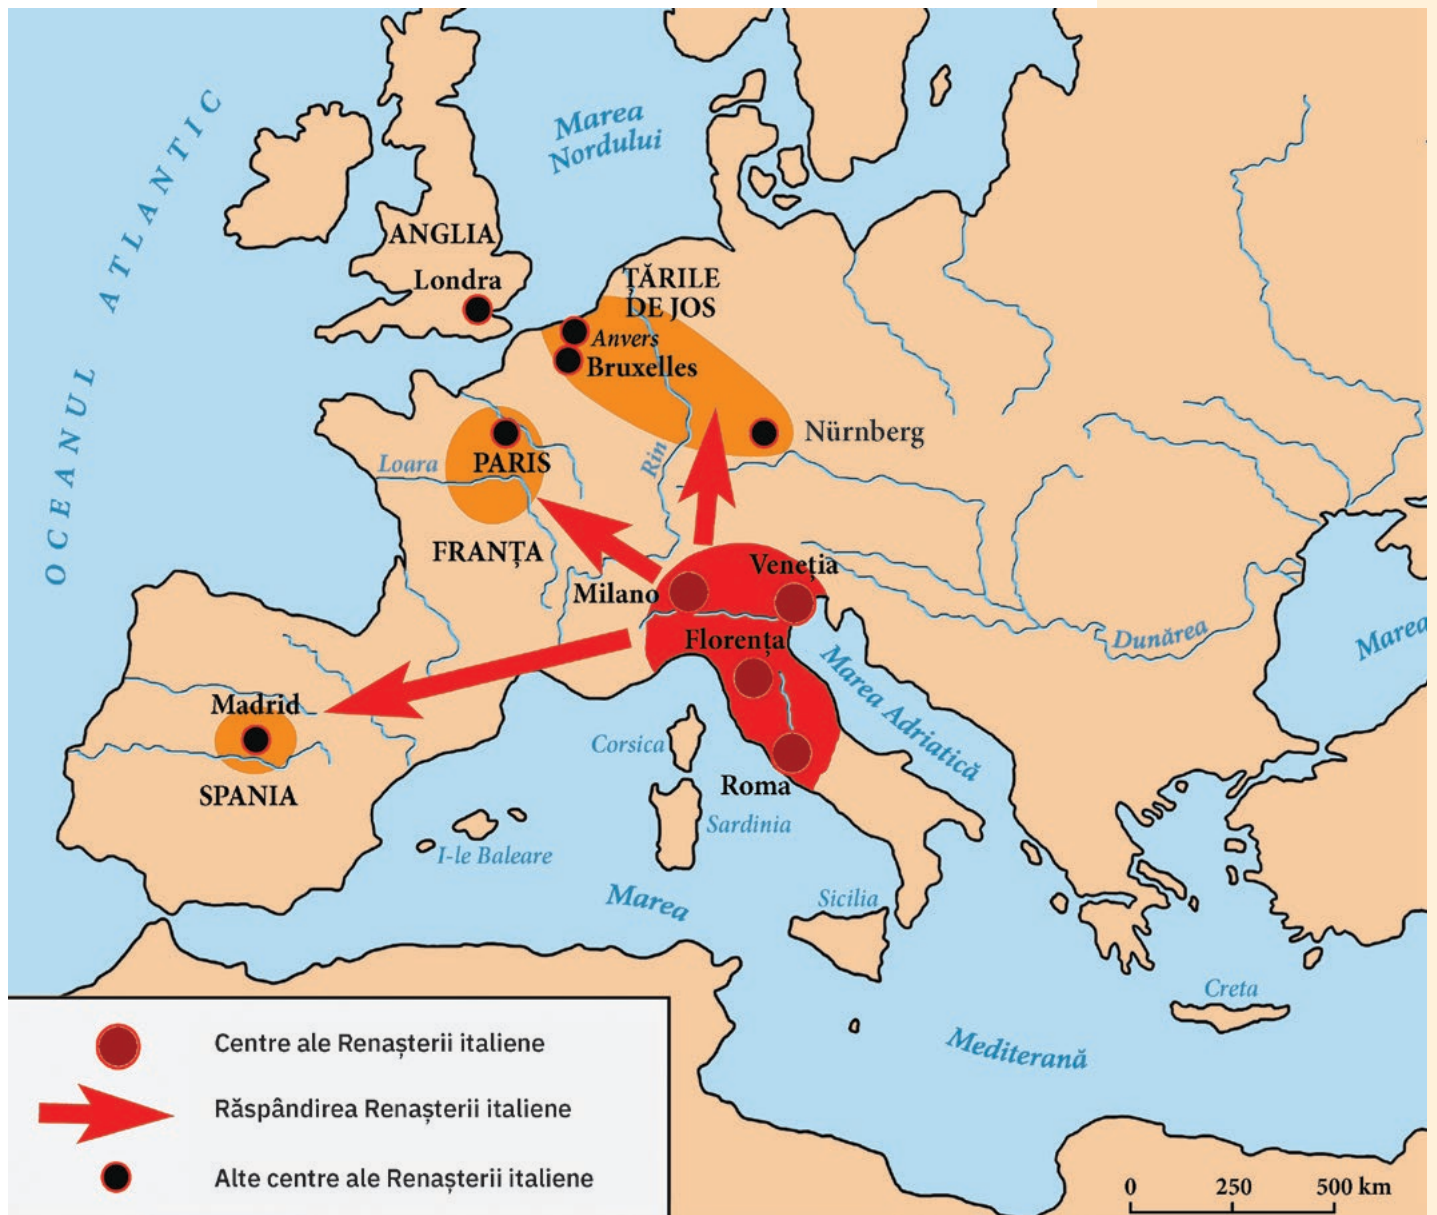 OCEANUL ATLANTIC
Marea
Nordului
ANGLIA
Londra
ȚĂRILE
DE JOS
Anvers
Bruxelles
Nürnberg
Rin
Loara
PARIS
FRANȚA
Veneția
Milano
Florența
Dunărea
Marea
Marea Adriatică
Madrid
SPANIA
Corsica
Roma
Sardinia
I-le Baleare
Marea
Sicilia
Creta
Mediterană
Centre ale Renașterii italiene
Răspândirea Renașterii italiene
Alte centre ale Renașterii italiene
0 250 500 km